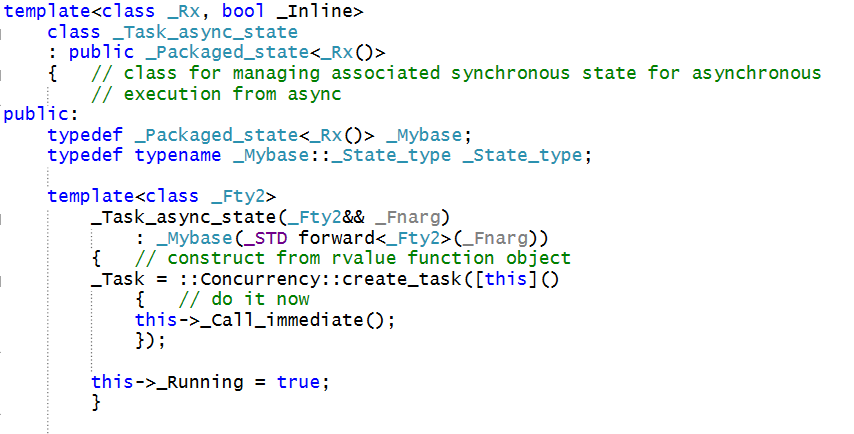 template<class _Rx, bool _Inline>
    class _Task_async_state
    : public _Packaged_state<_Rx()>
    {   // class for managing associated synchronous state for asynchronous
        // execution from async
public:
    typedef _Packaged_state<_Rx()> _Mybase;
    typedef typename _Mybase::_State_type _State_type;
    template<class _Fty2>
        _Task_async_state(_Fty2&& _Fnarg)
            : _Mybase(_STD forward<_Fty2>(_Fnarg))
        {   // construct from rvalue function object
        _Task = ::Concurrency::create_task([this]()
            {   // do it now
            this->_Call_immediate();
            });
        this->_Running = true;
        }